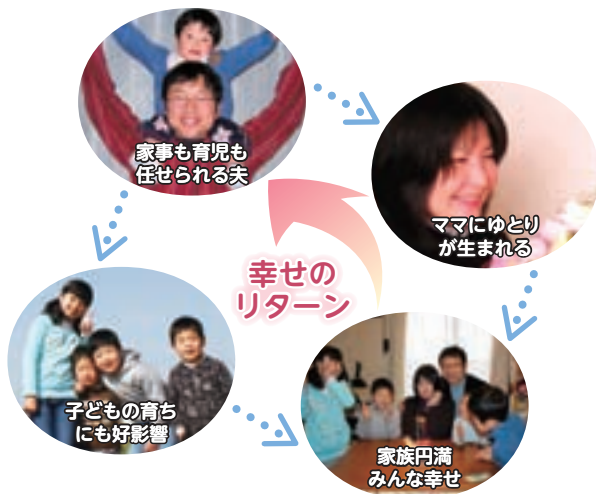 家事も育児も
任せられる夫
ママにゆとり
が生まれる
幸せの
リターン
子どもの育ち
にも好影響
家族円満
みんな幸せ